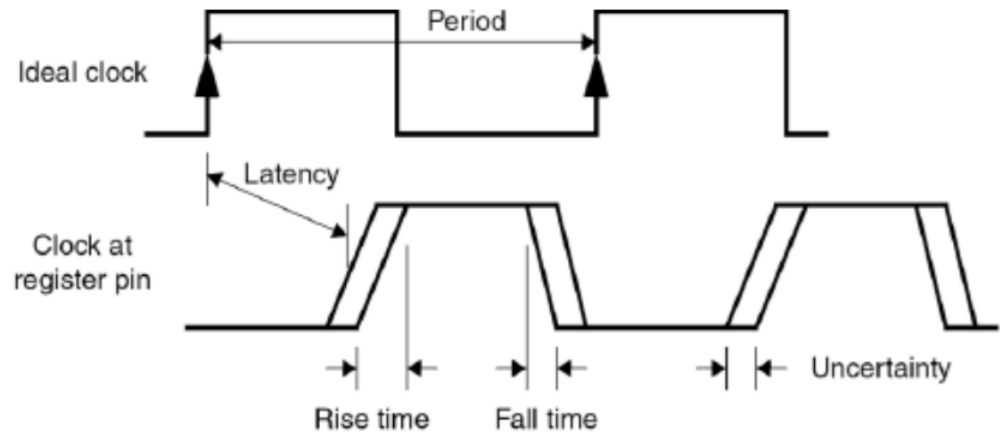 Period
Ideal clock
Latency
Clock at
register pin
Uncertainty
Rise time
Fall time